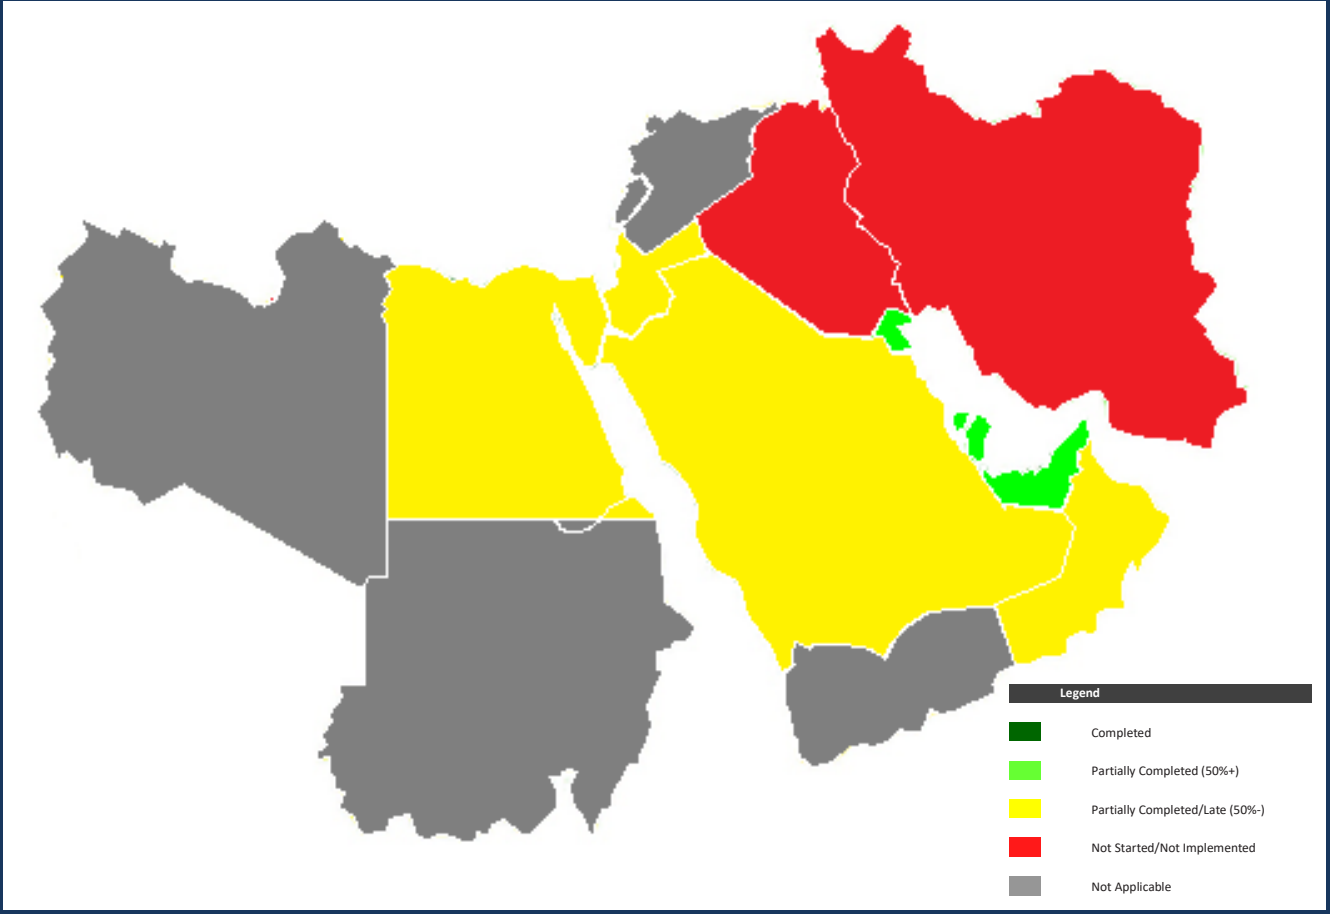 Legend
Completed
Partially Completed (50%+)
Partially Completed/Late (50%-)
Not Started/Not Implemented
Not Applicable